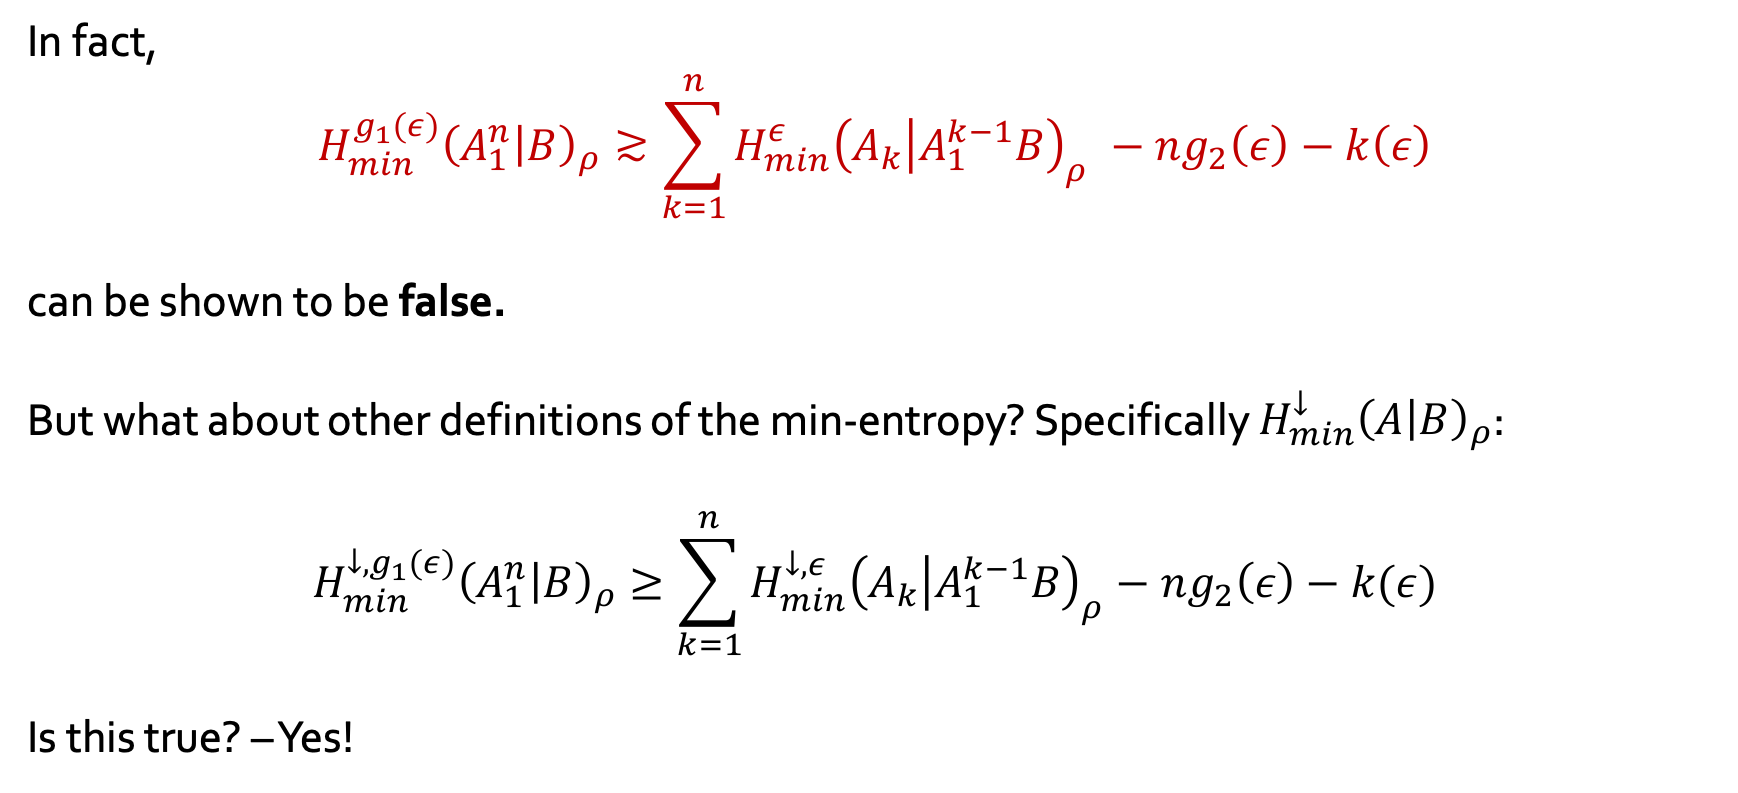 In fact,
$H_{min}^{g_1(\epsilon)}(A_1^n|B)_\rho \gtrsim \sum_{k=1}^{n} H_{min}^{\epsilon}(A_k|A_1^{k-1}B)_\rho - ng_2(\epsilon) - k(\epsilon)$
can be shown to be false.
But what about other definitions of the min-entropy? Specifically $H_{min}^{\downarrow}(A|B)_\rho$:
$H_{min}^{\downarrow,g_1(\epsilon)}(A_1^n|B)_\rho \geq \sum_{k=1}^{n} H_{min}^{\downarrow,\epsilon}(A_k|A_1^{k-1}B)_\rho - ng_2(\epsilon) - k(\epsilon)$
Is this true? – Yes!